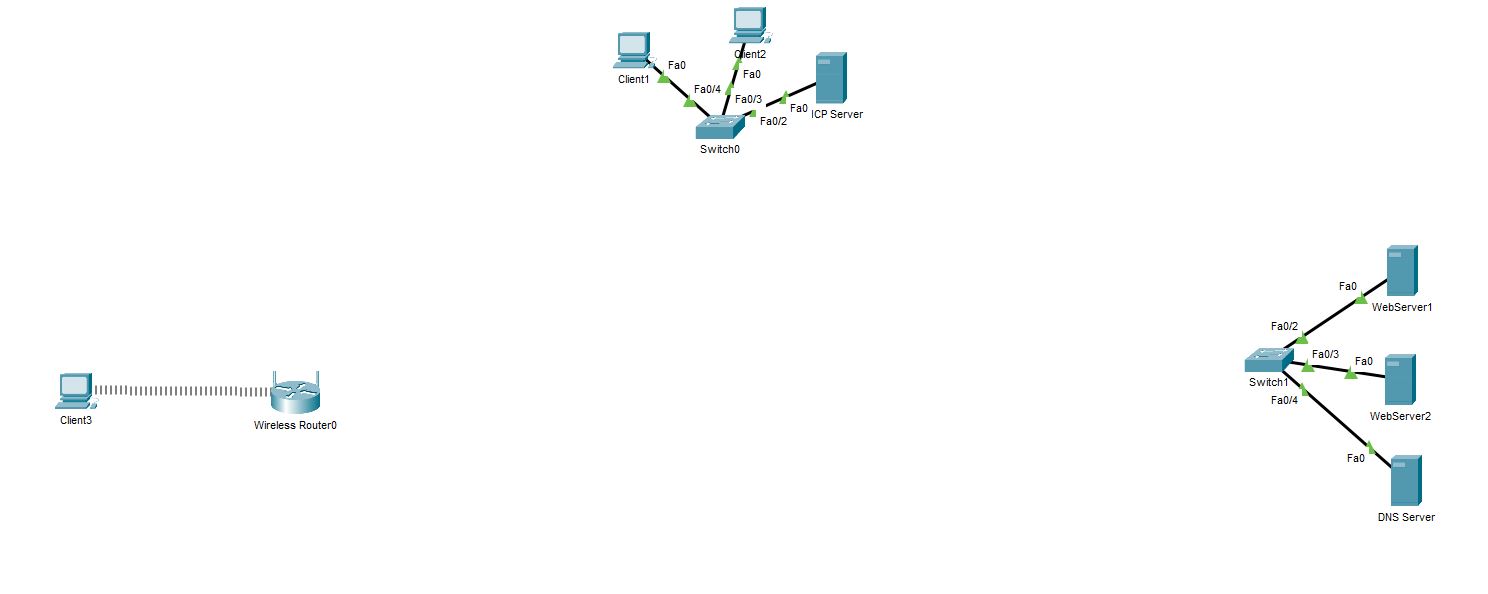 Client1
Fa0
Fa0/4
Client2
Fa0
Fa0/3
Fa0/2
Fa0
ICP Server
Switch0
Client3
Wireless Router0
Fa0
WebServer1
Fa0/2
Fa0/3
Fa0
Switch1
Fa0/4
WebServer2
Fa0
DNS Server